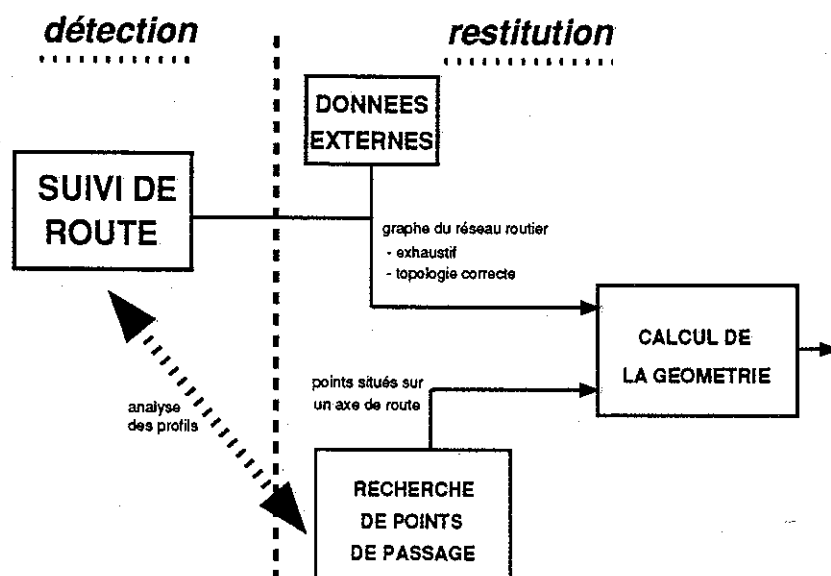 détection
restitution
DONNEES
EXTERNES
SUIVI DE
ROUTE
graphe du réseau routier
- exhaustif
- topologie correcte
CALCUL DE
LA GEOMETRIE
points situés sur
un axe de route
analyse
des profils
RECHERCHE
DE POINTS
DE PASSAGE